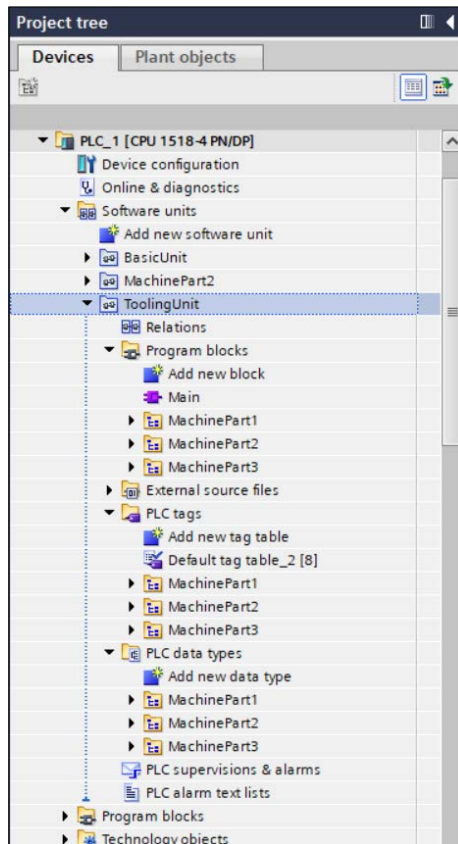 Project tree
Devices
Plant objects
PLC_1 [CPU 1518-4 PN/DP]
Device configuration
Online & diagnostics
Software units
Add new software unit
BasicUnit
MachinePart2
ToolingUnit
Relations
Program blocks
Add new block
Main
MachinePart1
MachinePart2
MachinePart3
External source files
PLC tags
Add new tag table
Default tag table_2 [8]
MachinePart1
MachinePart2
MachinePart3
PLC data types
Add new data type
MachinePart1
MachinePart2
MachinePart3
PLC supervisions & alarms
PLC alarm text lists
Program blocks
Technology objects